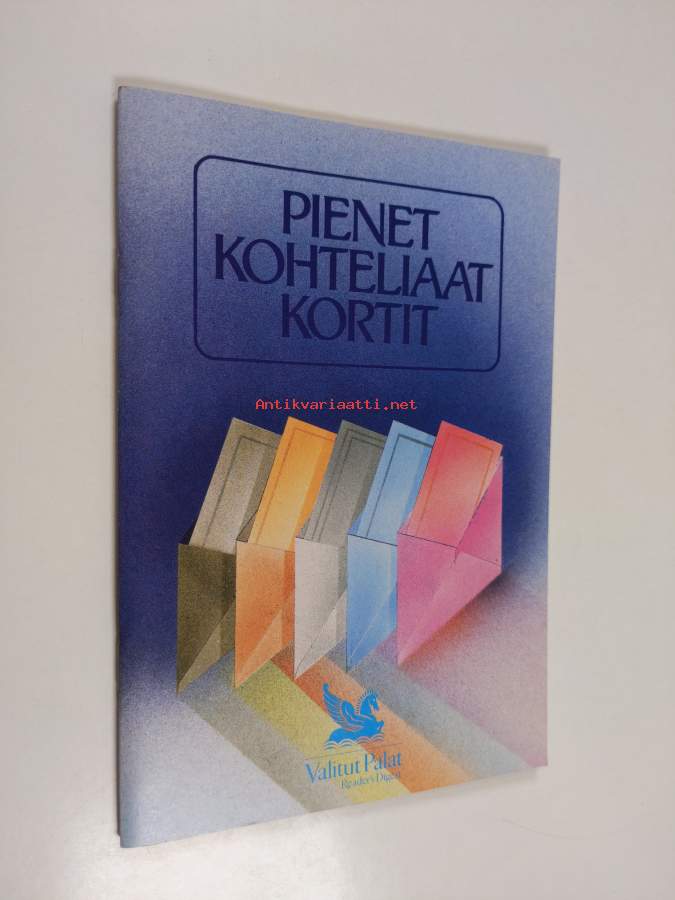 PIENET
KOHTELIAAT
KORTIT
Antikvariaatti.net
Valitut Palat
Reader's Digest